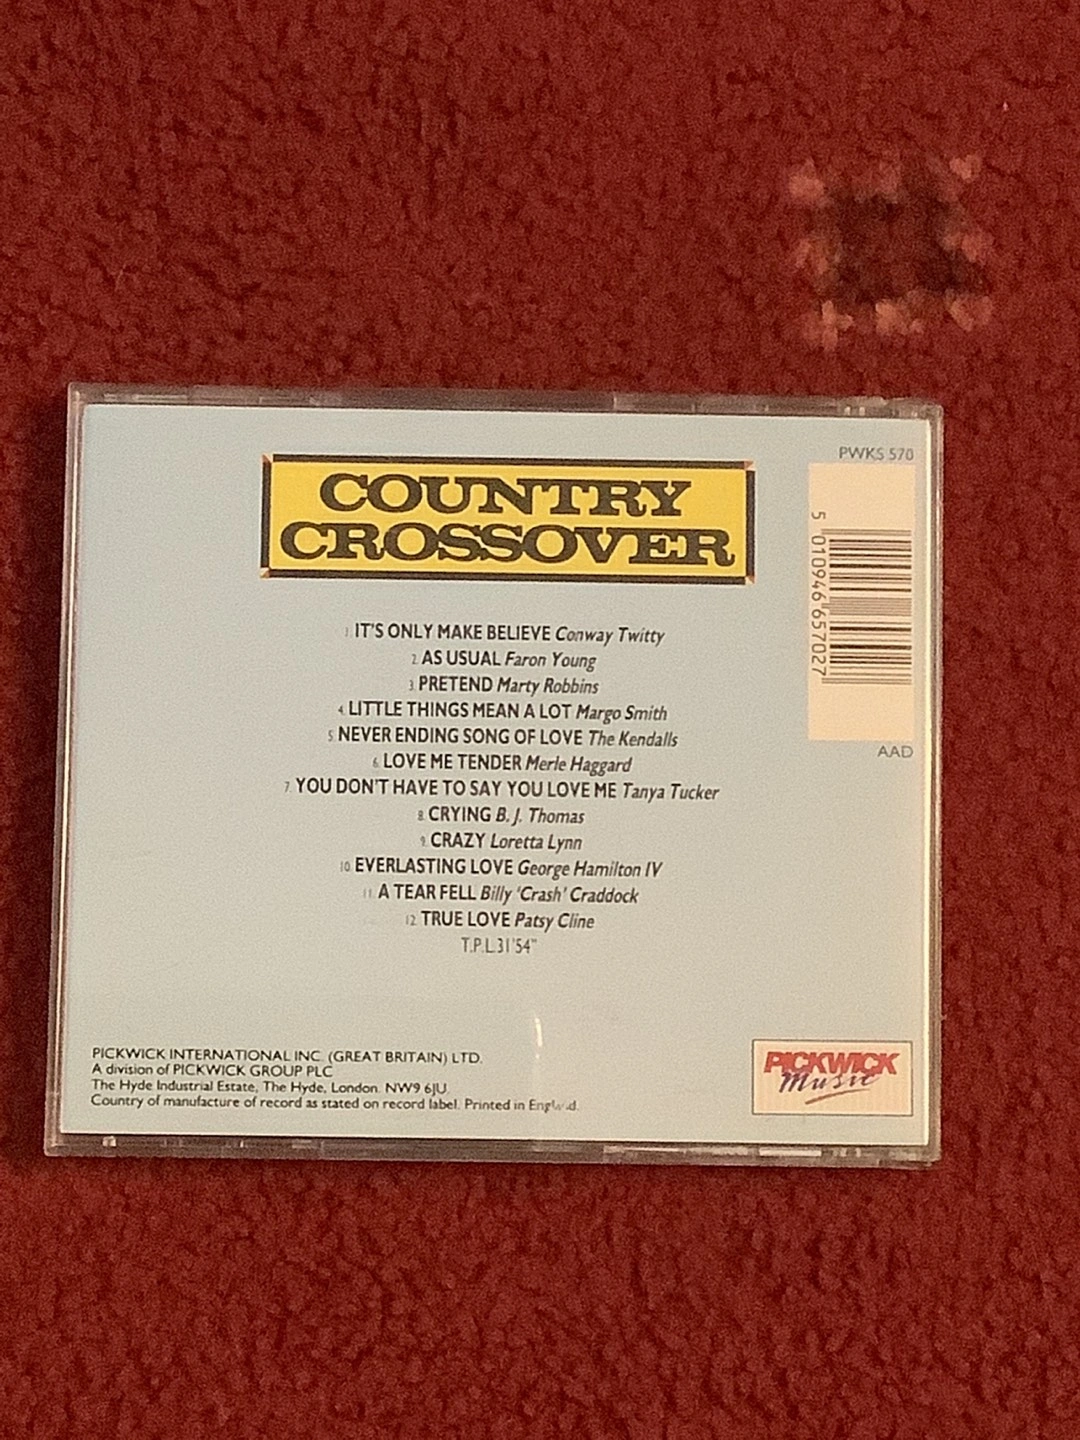 PWKS 570
COUNTRY
CROSSOVER
5 010946 657027
AAD
1. IT'S ONLY MAKE BELIEVE Conway Twitty
2. AS USUAL Faron Young
3. PRETEND Marty Robbins
4. LITTLE THINGS MEAN A LOT Margo Smith
5. NEVER ENDING SONG OF LOVE The Kendalls
6. LOVE ME TENDER Merle Haggard
7. YOU DON'T HAVE TO SAY YOU LOVE ME Tanya Tucker
8. CRYING B. J. Thomas
9. CRAZY Loretta Lynn
10. EVERLASTING LOVE George Hamilton IV
11. A TEAR FELL Billy 'Crash' Craddock
12. TRUE LOVE Patsy Cline
T.P.L.31'54"
PICKWICK INTERNATIONAL INC. (GREAT BRITAIN) LTD.
A division of PICKWICK GROUP PLC
The Hyde Industrial Estate, The Hyde, London. NW9 6JU.
Country of manufacture of record as stated on record label. Printed in England.
PICKWICK
Music